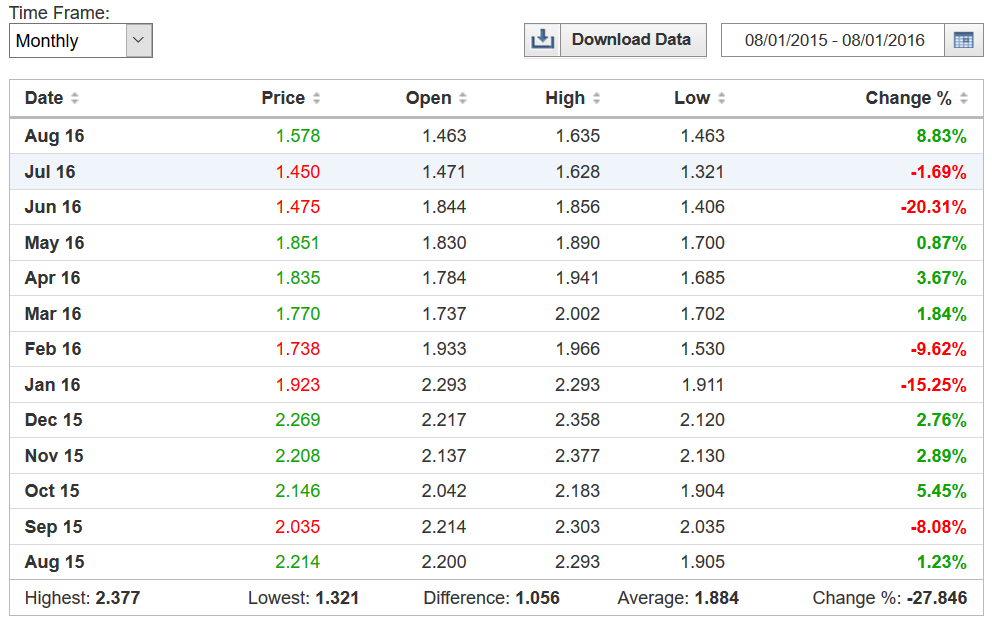 Time Frame:
Monthly Download Data 08/01/2015 - 08/01/2016
Date Price Open High Low Change %
Aug 16 1.578 1.463 1.635 1.463 8.83%
Jul 16 1.450 1.471 1.628 1.321 -1.69%
Jun 16 1.475 1.844 1.856 1.406 -20.31%
May 16 1.851 1.830 1.890 1.700 0.87%
Apr 16 1.835 1.784 1.941 1.685 3.67%
Mar 16 1.770 1.737 2.002 1.702 1.84%
Feb 16 1.738 1.933 1.966 1.530 -9.62%
Jan 16 1.923 2.293 2.293 1.911 -15.25%
Dec 15 2.269 2.217 2.358 2.120 2.76%
Nov 15 2.208 2.137 2.377 2.130 2.89%
Oct 15 2.146 2.042 2.183 1.904 5.45%
Sep 15 2.035 2.214 2.303 2.035 -8.08%
Aug 15 2.214 2.200 2.293 1.905 1.23%
Highest: 2.377 Lowest: 1.321 Difference: 1.056 Average: 1.884 Change %: -27.846